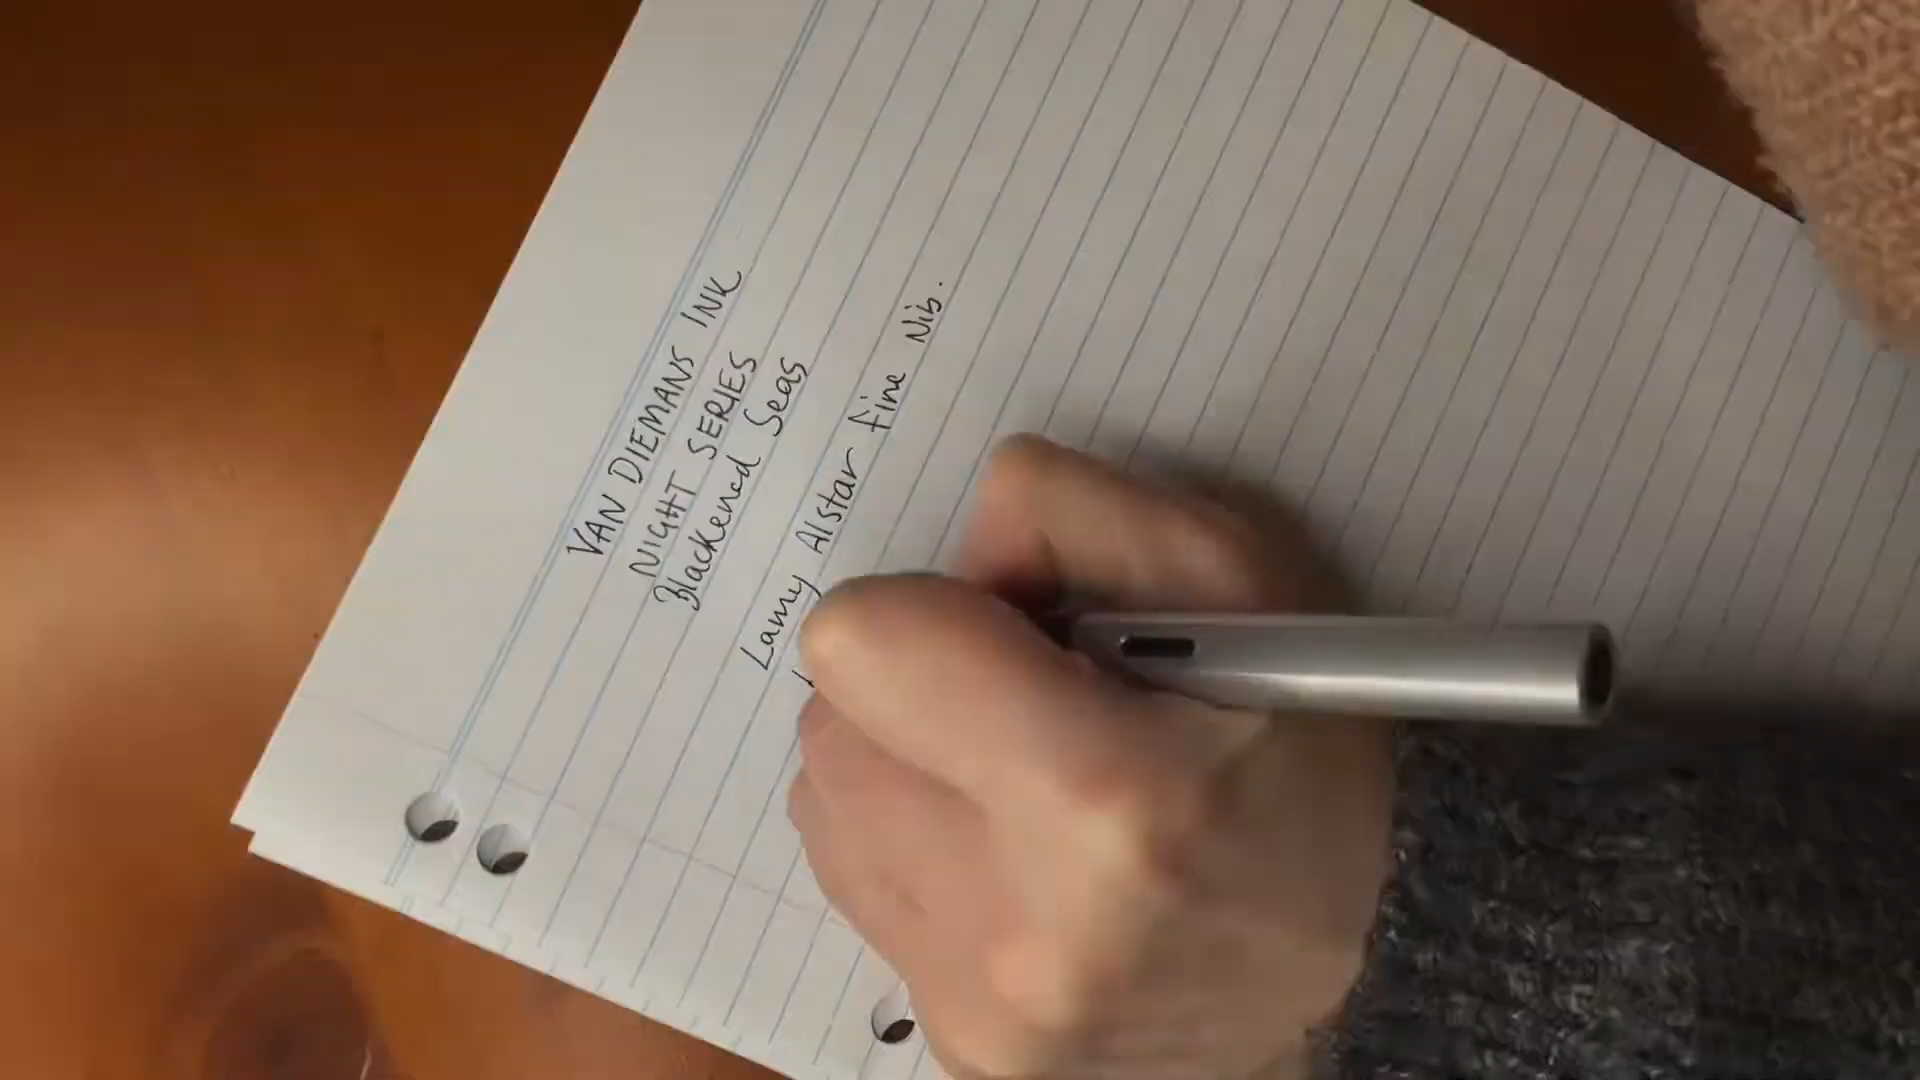 VAN DIEMANS INK
NIGHT SERIES
Blackened Seas
Lamy Alstar fine Nib.